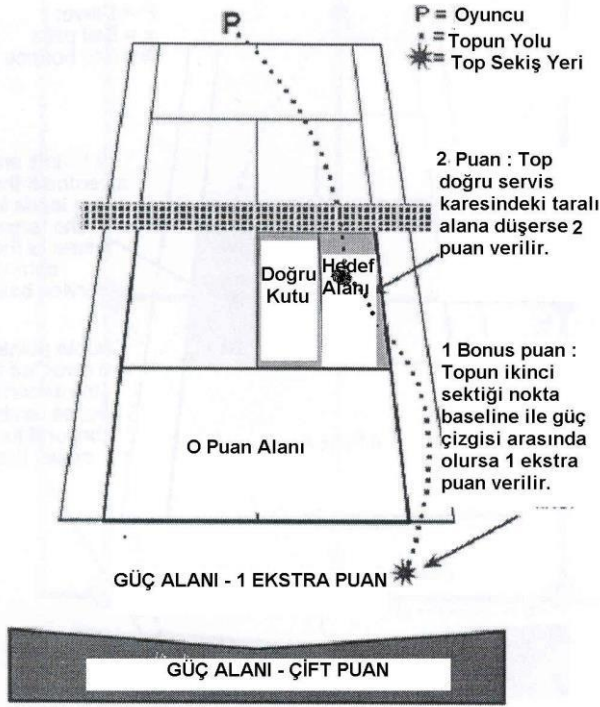 P
P = Oyuncu
= Topun Yolu
= Top Sekiş Yeri
2 Puan : Top
doğru servis
karesindeki taralı
alana düşerse 2
puan verilir.
Doğru
Kutu
Hedef
Alanı
1 Bonus puan :
Topun ikinci
sektiği nokta
baseline ile güç
çizgisi arasında
olursa 1 ekstra
puan verilir.
O Puan Alanı
GÜÇ ALANI - 1 EKSTRA PUAN
GÜÇ ALANI - ÇİFT PUAN